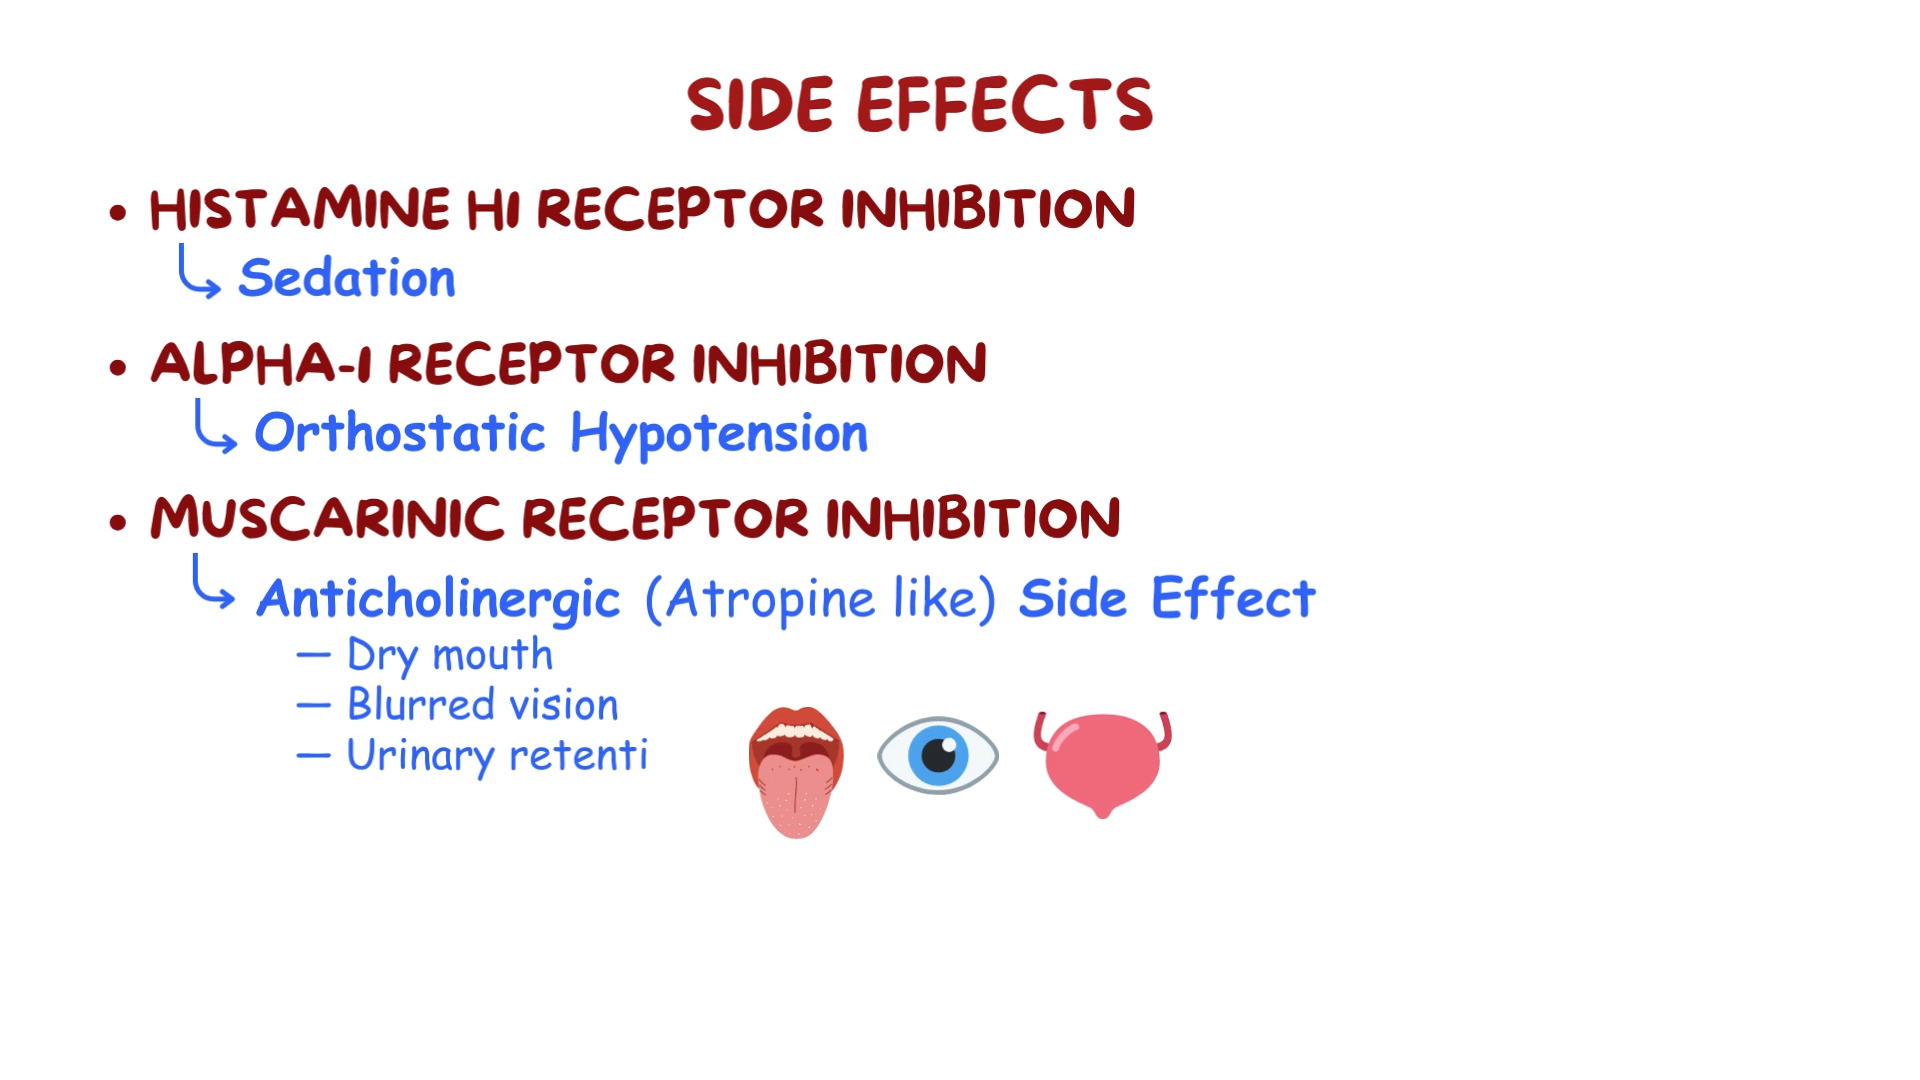 SIDE EFFECTS
• HISTAMINE H1 RECEPTOR INHIBITION
Sedation
• ALPHA-1 RECEPTOR INHIBITION
Orthostatic Hypotension
• MUSCARINIC RECEPTOR INHIBITION
Anticholinergic (Atropine like) Side Effect
— Dry mouth
— Blurred vision
— Urinary retenti